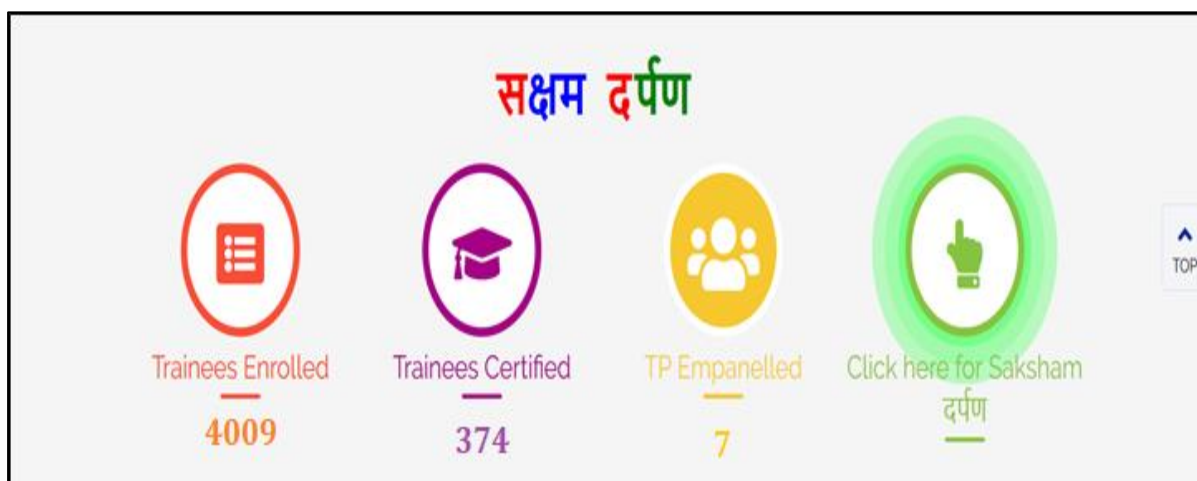 सक्षम दर्पण
Trainees Enrolled
4009
Trainees Certified
374
TP Empanelled
7
Click here for Saksham
दर्पण
TOP